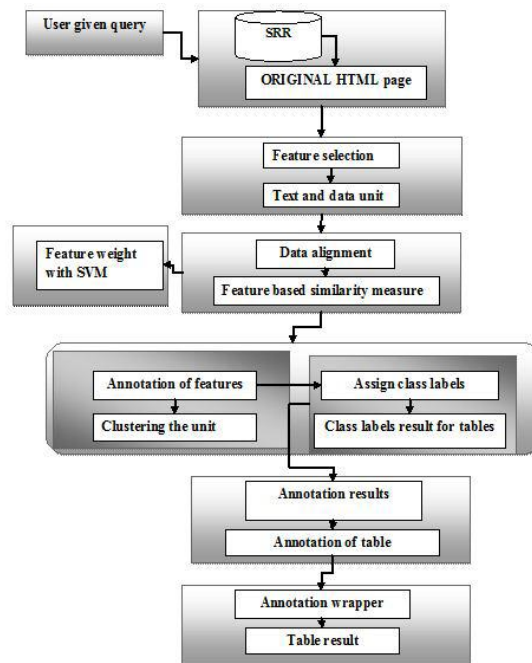 User given query
SRR
ORIGINAL HTML page
Feature selection
Text and data unit
Data alignment
Feature weight
with SVM
Feature based similarity measure
Annotation of features
Assign class labels
Clustering the unit
Class labels result for tables
Annotation results
Annotation of table
Annotation wrapper
Table result